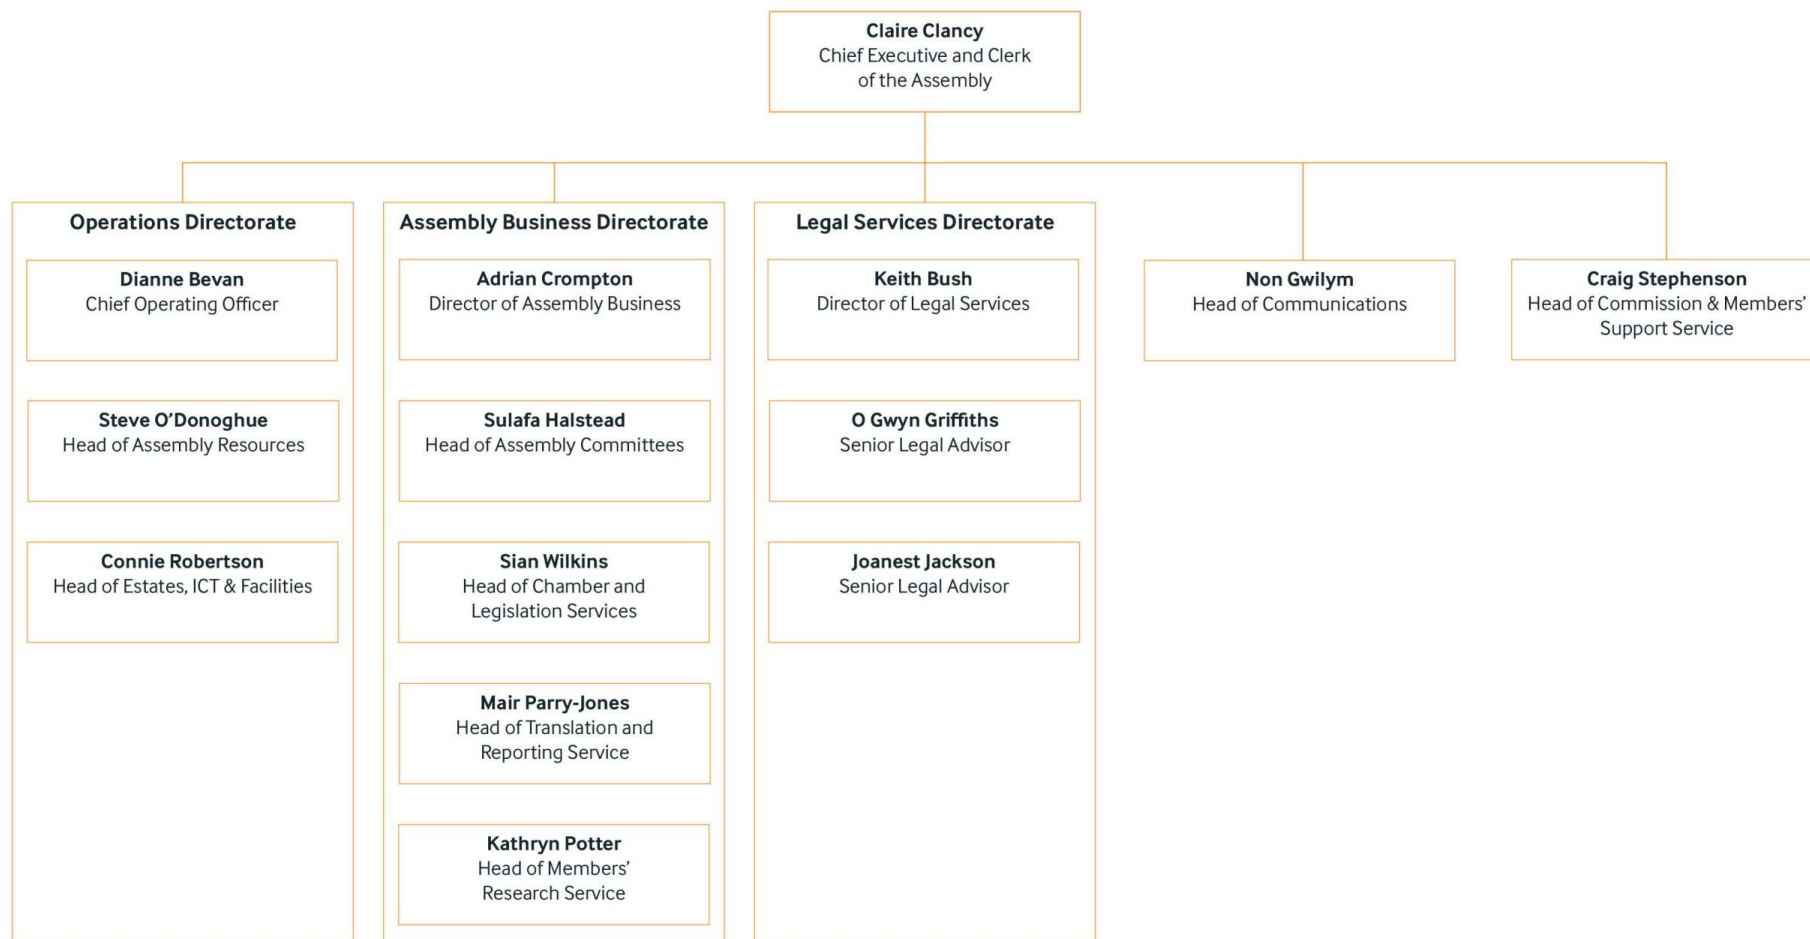 Claire Clancy
Chief Executive and Clerk
of the Assembly
Operations Directorate
Dianne Bevan
Chief Operating Officer
Steve O’Donoghue
Head of Assembly Resources
Connie Robertson
Head of Estates, ICT & Facilities
Assembly Business Directorate
Adrian Crompton
Director of Assembly Business
Sulafa Halstead
Head of Assembly Committees
Sian Wilkins
Head of Chamber and
Legislation Services
Mair Parry-Jones
Head of Translation and
Reporting Service
Kathryn Potter
Head of Members’
Research Service
Legal Services Directorate
Keith Bush
Director of Legal Services
O Gwyn Griffiths
Senior Legal Advisor
Joanest Jackson
Senior Legal Advisor
Non Gwilym
Head of Communications
Craig Stephenson
Head of Commission & Members’
Support Service